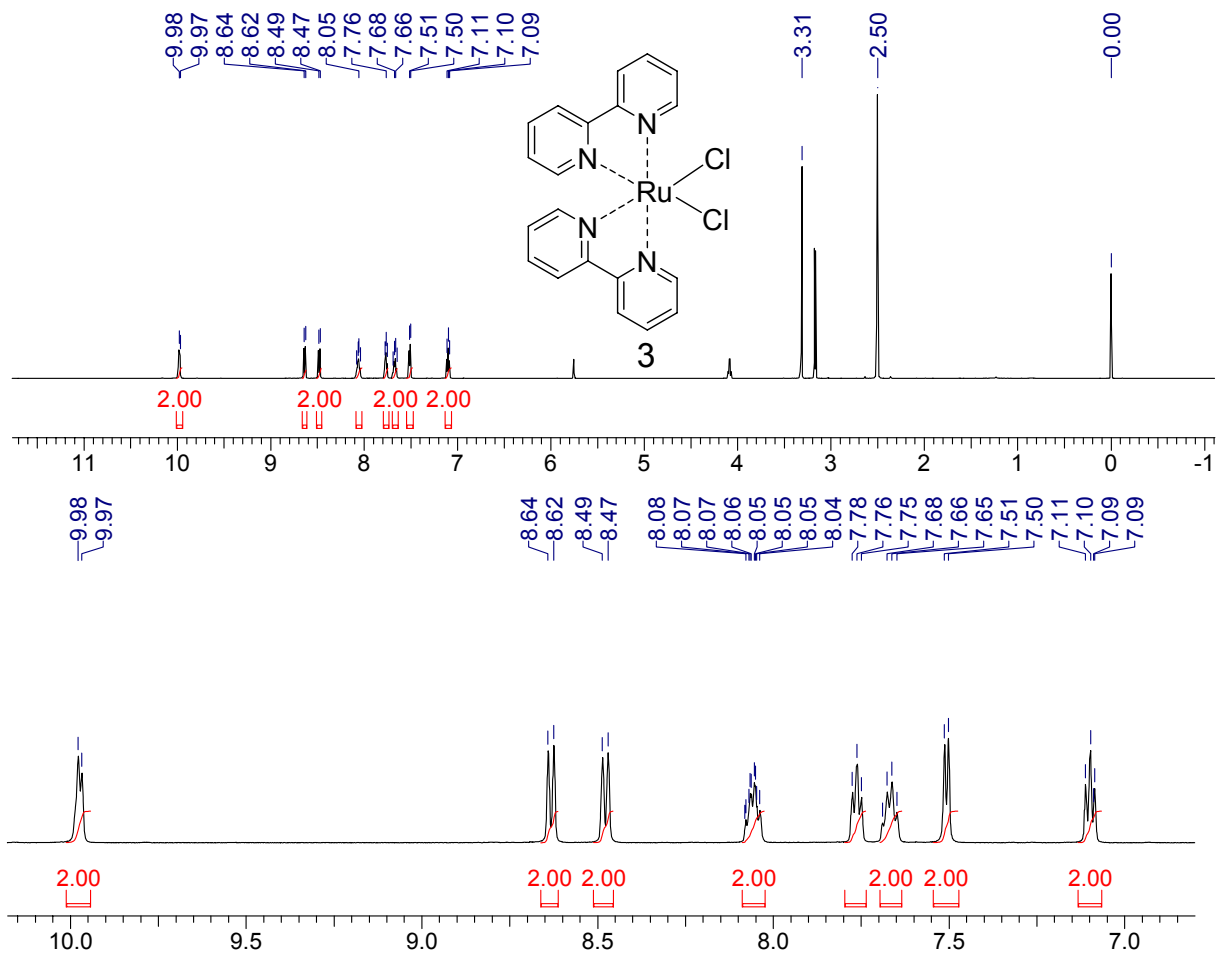 9.98 9.97 8.64 8.62 8.49 8.47 8.05 7.76 7.68 7.66 7.51 7.50 7.11 7.10 7.09 3.31 2.50 0.00
N
N
Cl
Ru
Cl
N
N
3
2.00 2.00 2.00 2.00
11 10 9 8 7 6 5 4 3 2 1 0 -1
9.98 9.97 8.64 8.62 8.49 8.47 8.08 8.07 8.07 8.06 8.05 8.05 8.05 8.04 7.78 7.76 7.75 7.68 7.66 7.65 7.51 7.50 7.11 7.10 7.09 7.09
2.00 2.00 2.00 2.00 2.00 2.00 2.00
10.0 9.5 9.0 8.5 8.0 7.5 7.0